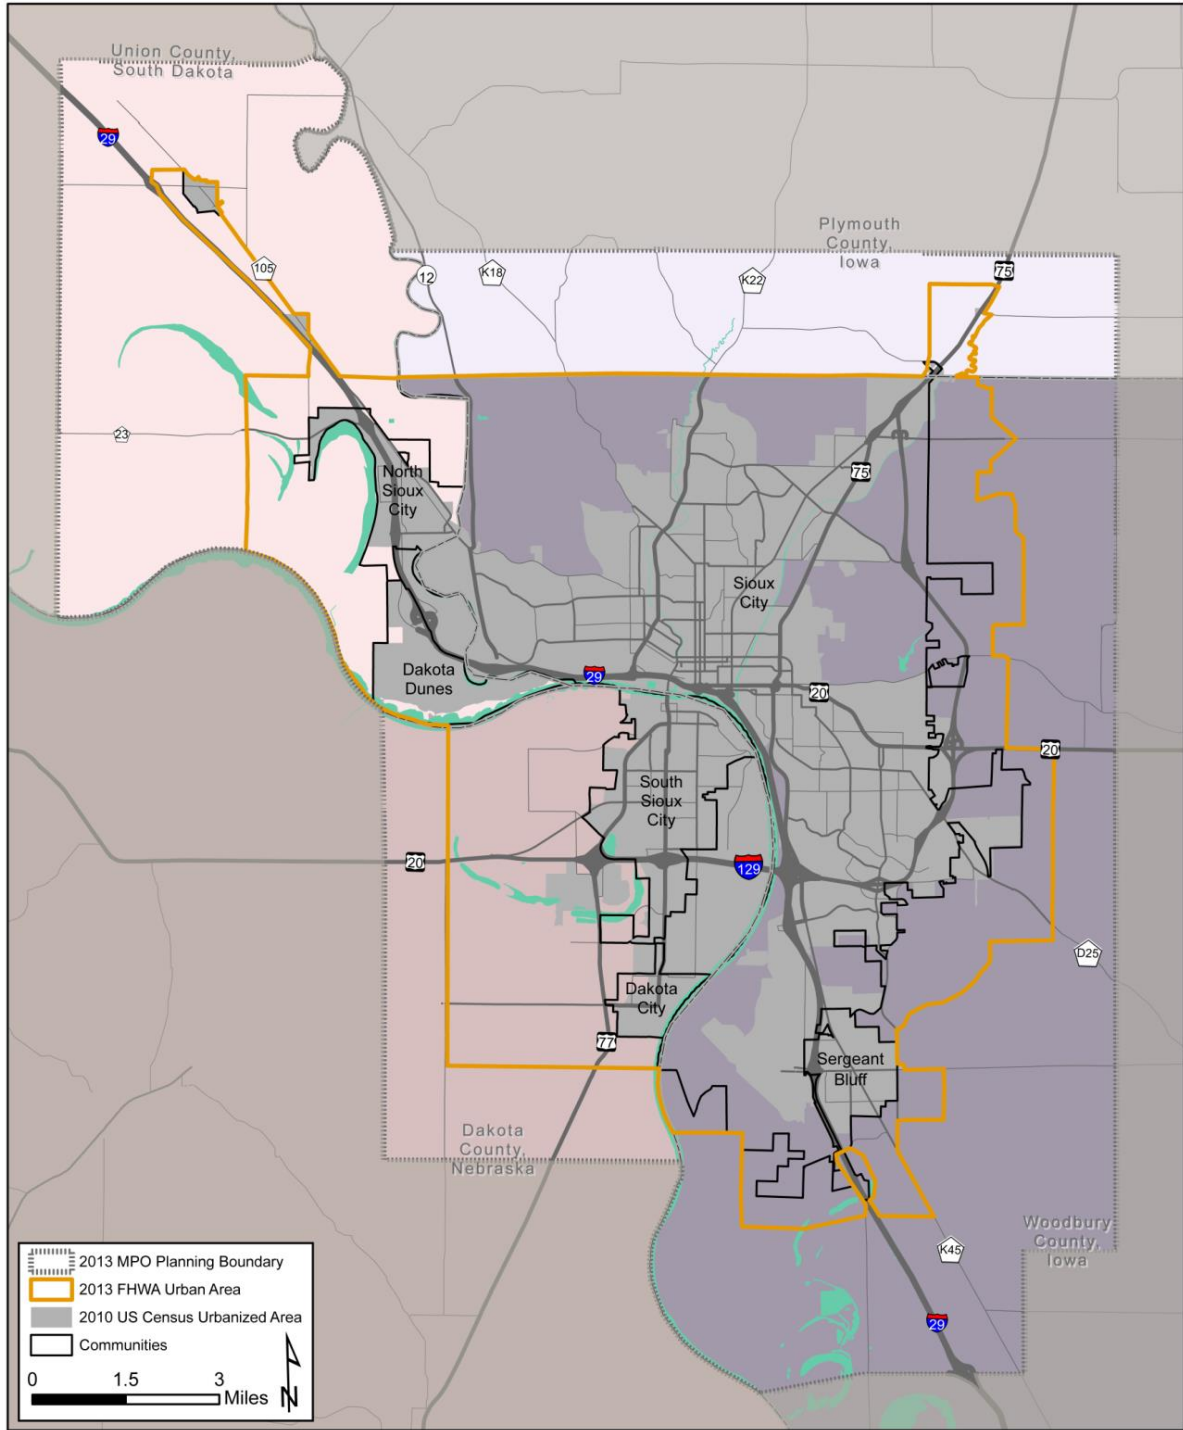 Union County,
South Dakota
29
Plymouth
County,
Iowa
105
12
K18
K22
75
23
North
Sioux
City
75
Sioux
City
Dakota
Dunes
29
20
20
South
Sioux
City
20
129
D25
Dakota
City
77
Sergeant
Bluff
Dakota
County,
Nebraska
Woodbury
County,
Iowa
K45
29
2013 MPO Planning Boundary
2013 FHWA Urban Area
2010 US Census Urbanized Area
Communities
0 1.5 3
Miles
N